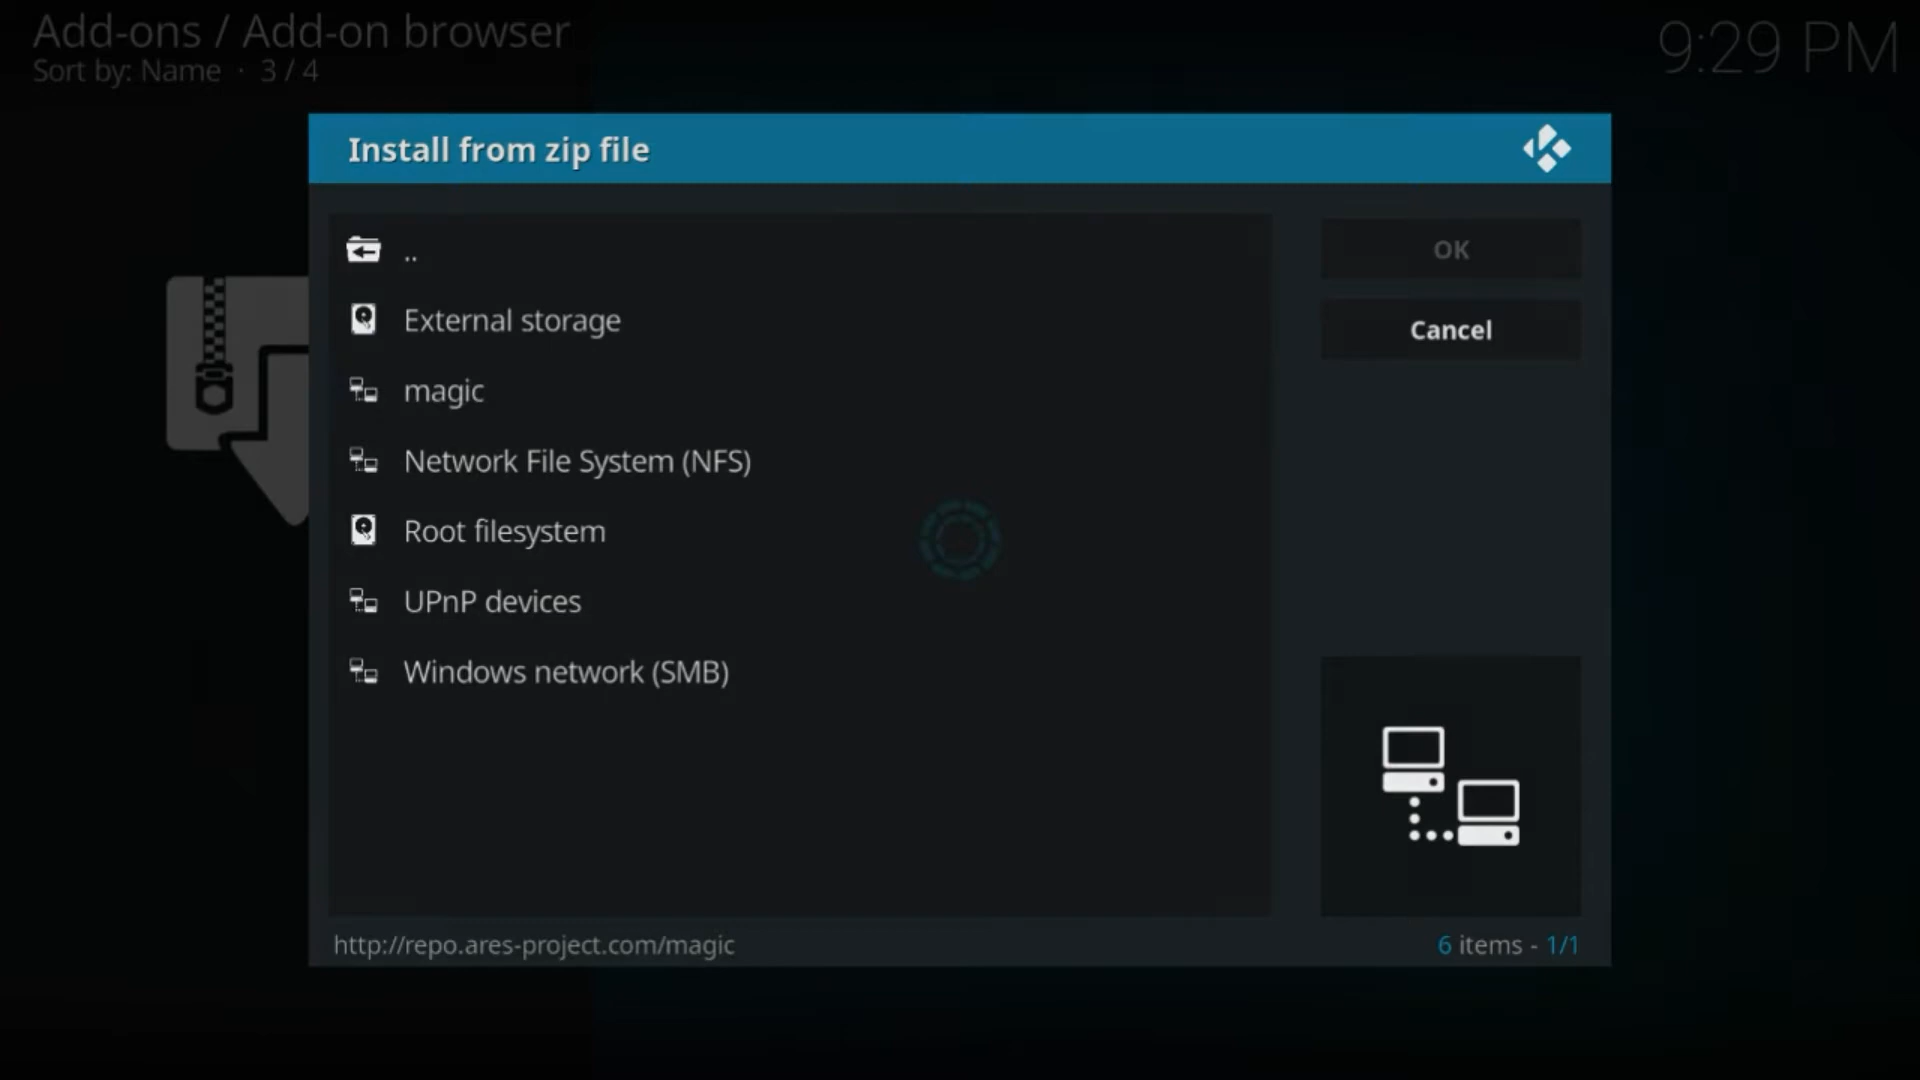 Add-ons / Add-on browser
Sort by: Name · 3 / 4
9:29 PM
Install from zip file
..
External storage
magic
Network File System (NFS)
Root filesystem
UPnP devices
Windows network (SMB)
OK
Cancel
http://repo.ares-project.com/magic
6 items - 1/1